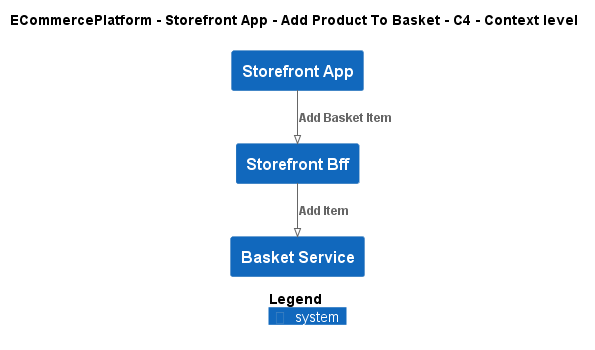 ECommercePlatform - Storefront App - Add Product To Basket - C4 - Context level
Storefront App
Add Basket Item
Storefront Bff
Add Item
Basket Service
Legend
system